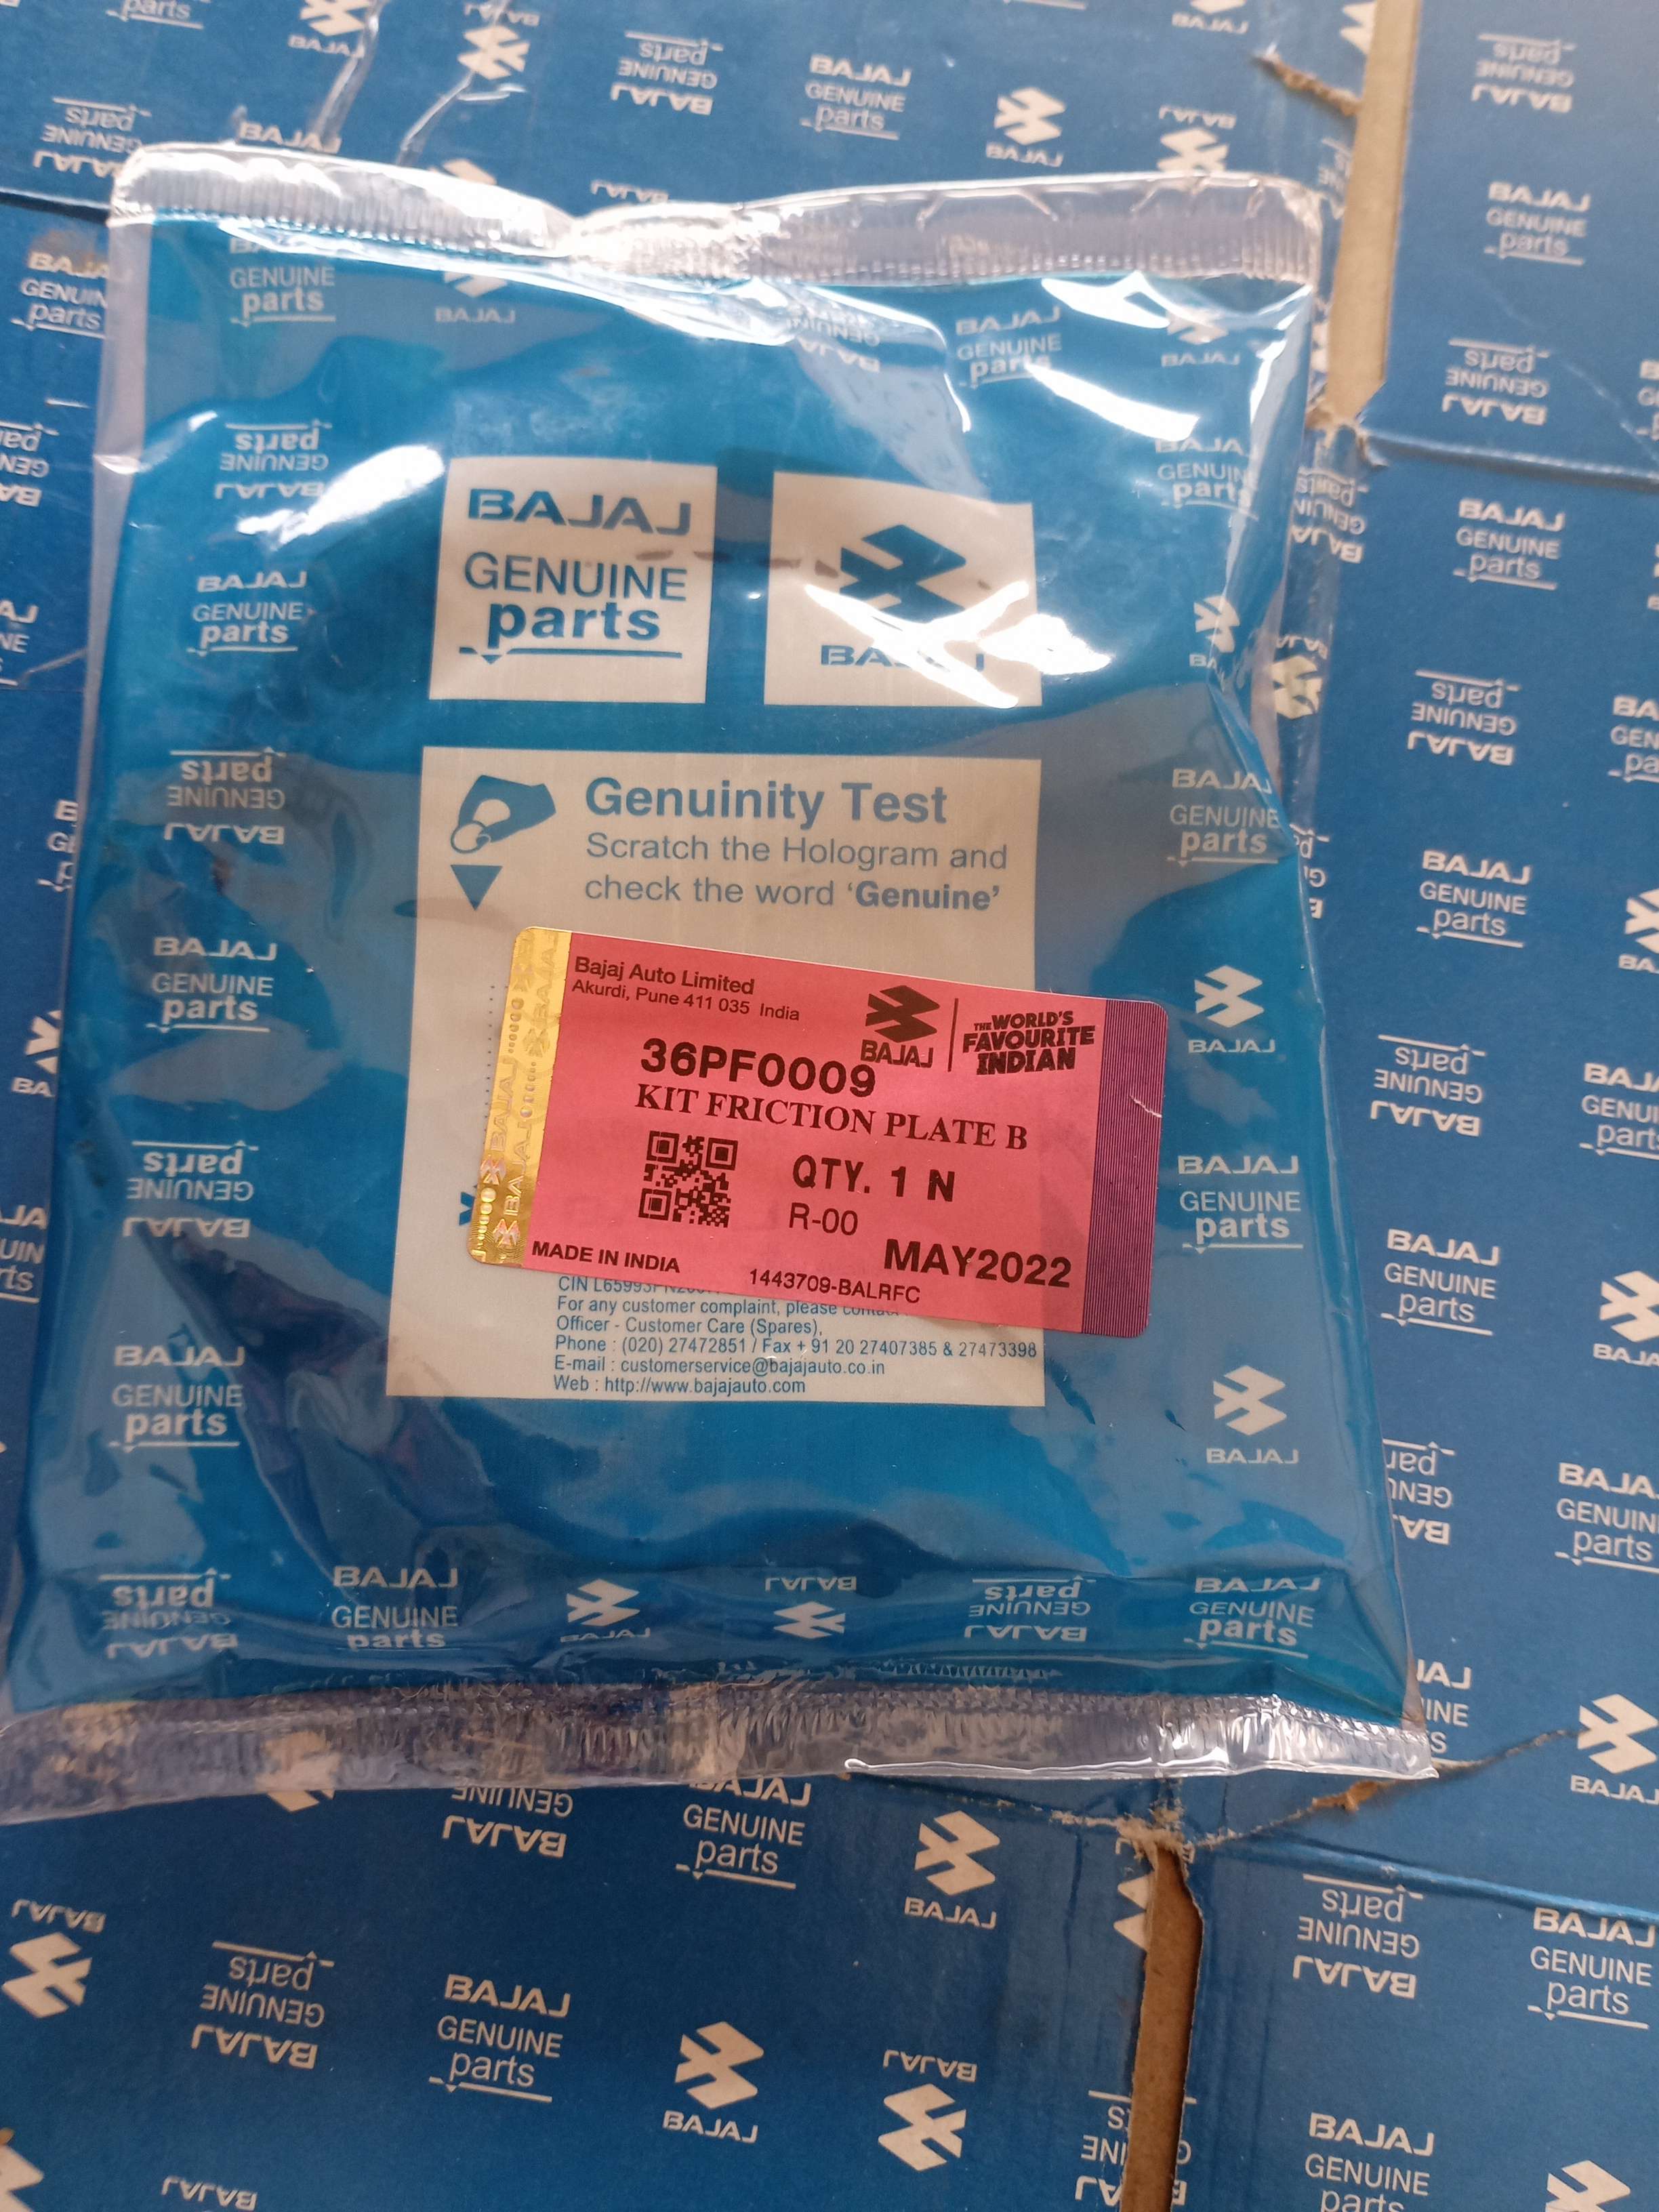 BAJAJ
GENUINE
parts
BAJAJ
Genuinity Test
Scratch the Hologram and
check the word 'Genuine'
Bajaj Auto Limited
Akurdi, Pune 411 035 India
BAJAJ
THE WORLD'S
FAVOURITE
INDIAN
36PF0009
KIT FRICTION PLATE B
QTY. 1 N
R-00
MAY2022
MADE IN INDIA
1443709-BALRFC
For any customer complaint, please
Officer - Customer Care (Spares),
Phone : (020) 27472851 / Fax + 91 20 27407385 & 27473398
E-mail : customerservice@bajajauto.co.in
Web : http://www.bajajauto.com
BAJAJ
GENUINE
parts
BAJAJ